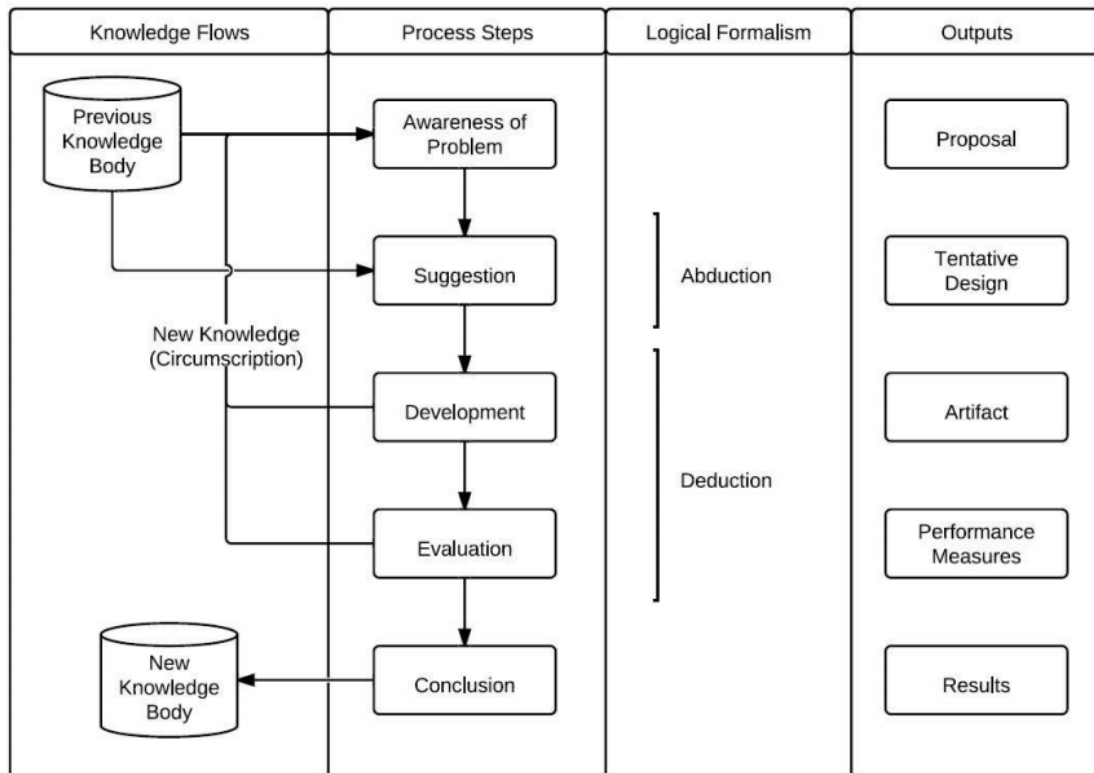 Knowledge Flows
Process Steps
Logical Formalism
Outputs
Previous
Knowledge
Body
Awareness of
Problem
Proposal
Suggestion
Abduction
Tentative
Design
New Knowledge
(Circumscription)
Development
Artifact
Deduction
Evaluation
Performance
Measures
New
Knowledge
Body
Conclusion
Results